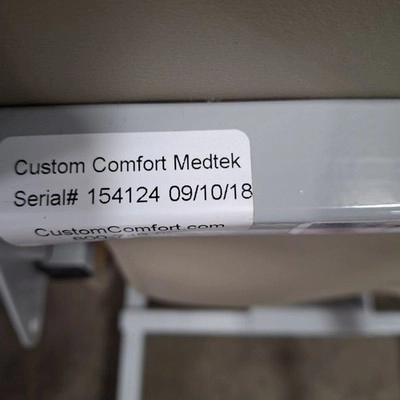 Custom Comfort Medtek
Serial# 154124 09/10/18
CustomComfort.com